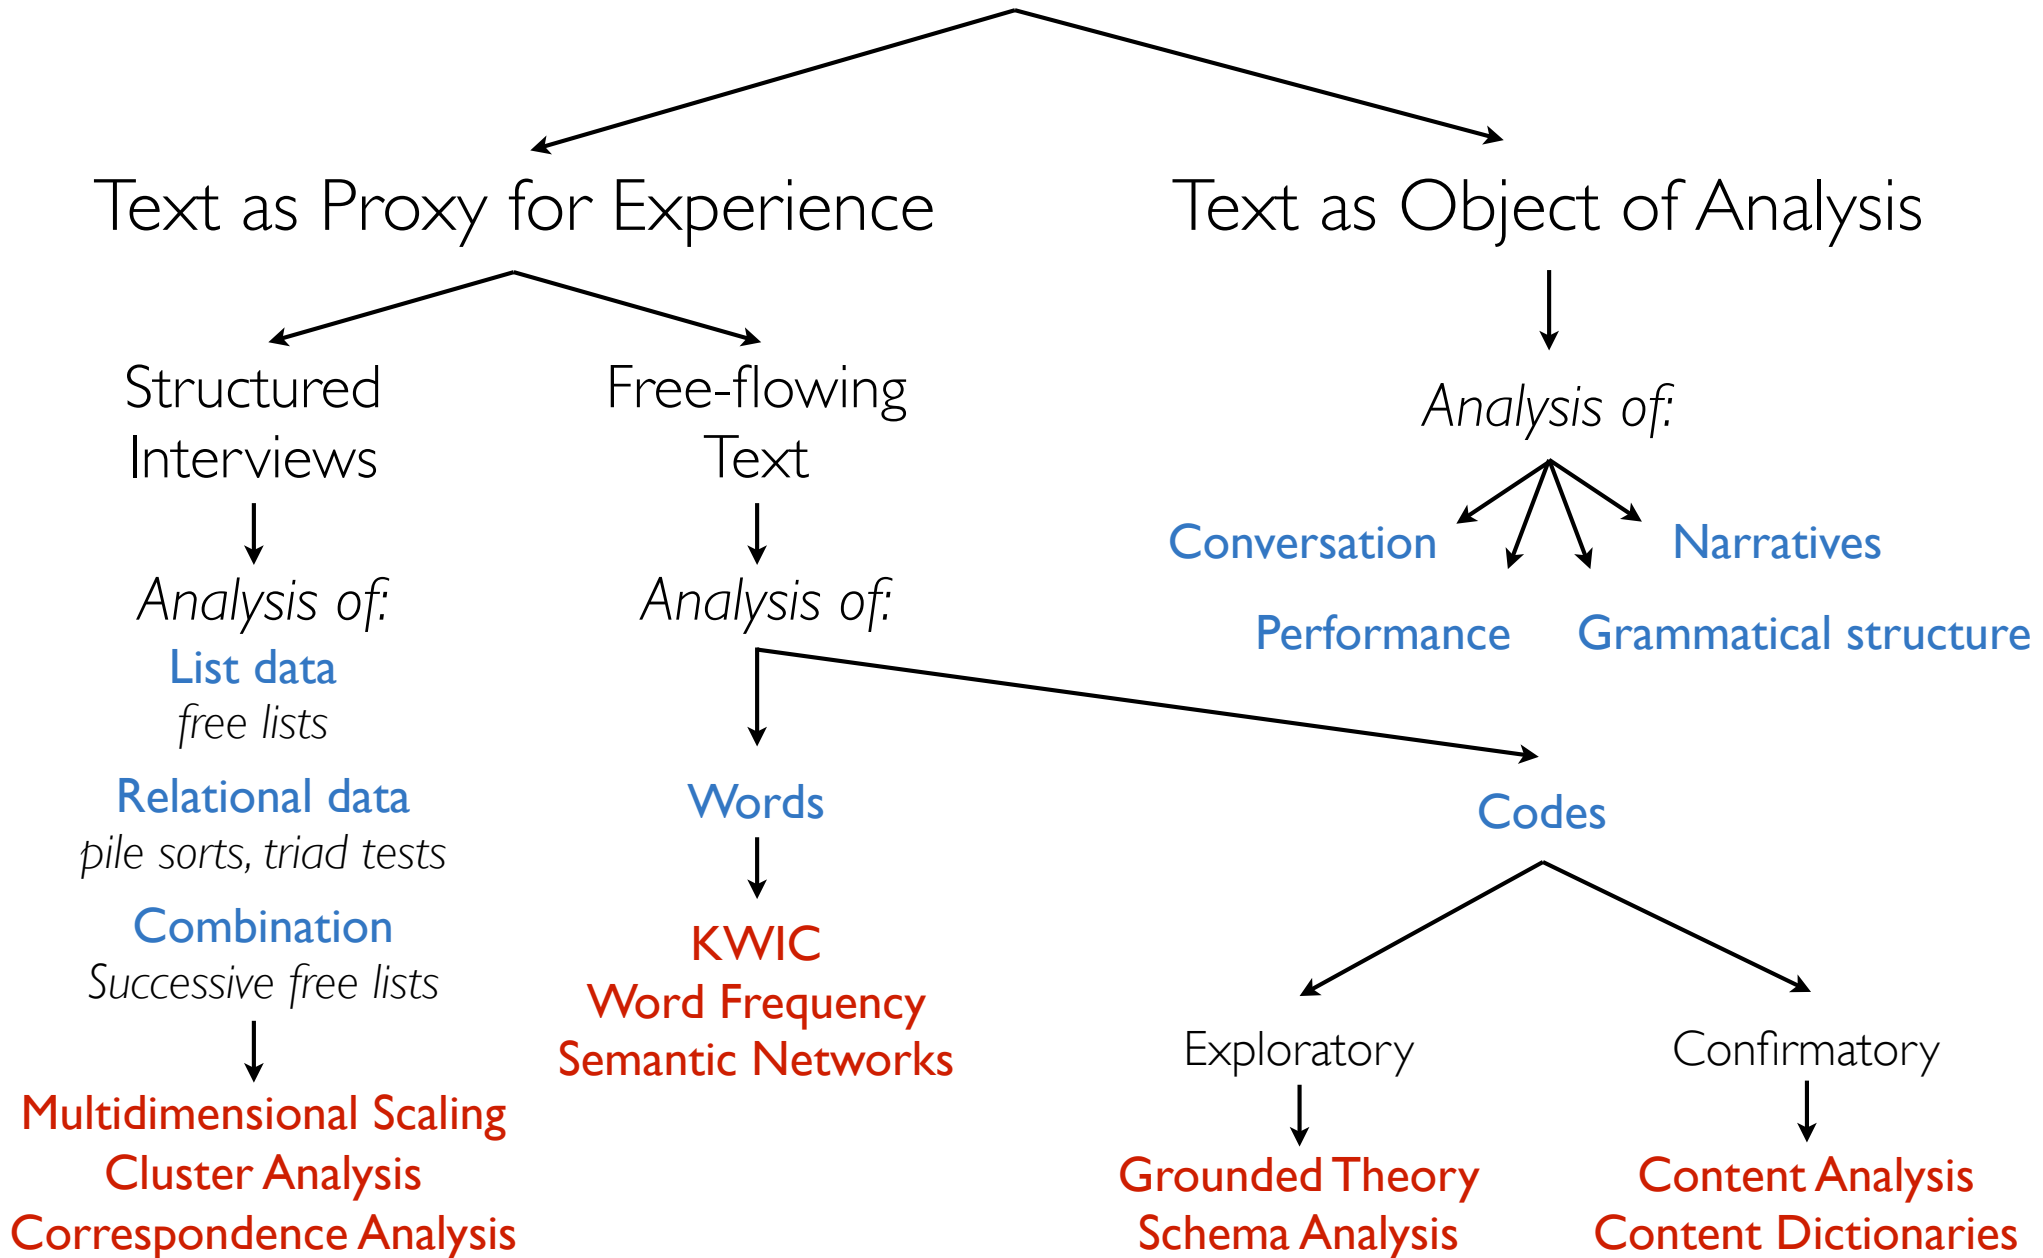 Text as Proxy for Experience
Text as Object of Analysis
Structured
Interviews
Free-flowing
Text
Analysis of:
Conversation
Narratives
Performance
Grammatical structure
Analysis of:
List data
free lists
Relational data
pile sorts, triad tests
Combination
Successive free lists
Multidimensional Scaling
Cluster Analysis
Correspondence Analysis
Analysis of:
Words
KWIC
Word Frequency
Semantic Networks
Codes
Exploratory
Grounded Theory
Schema Analysis
Confirmatory
Content Analysis
Content Dictionaries